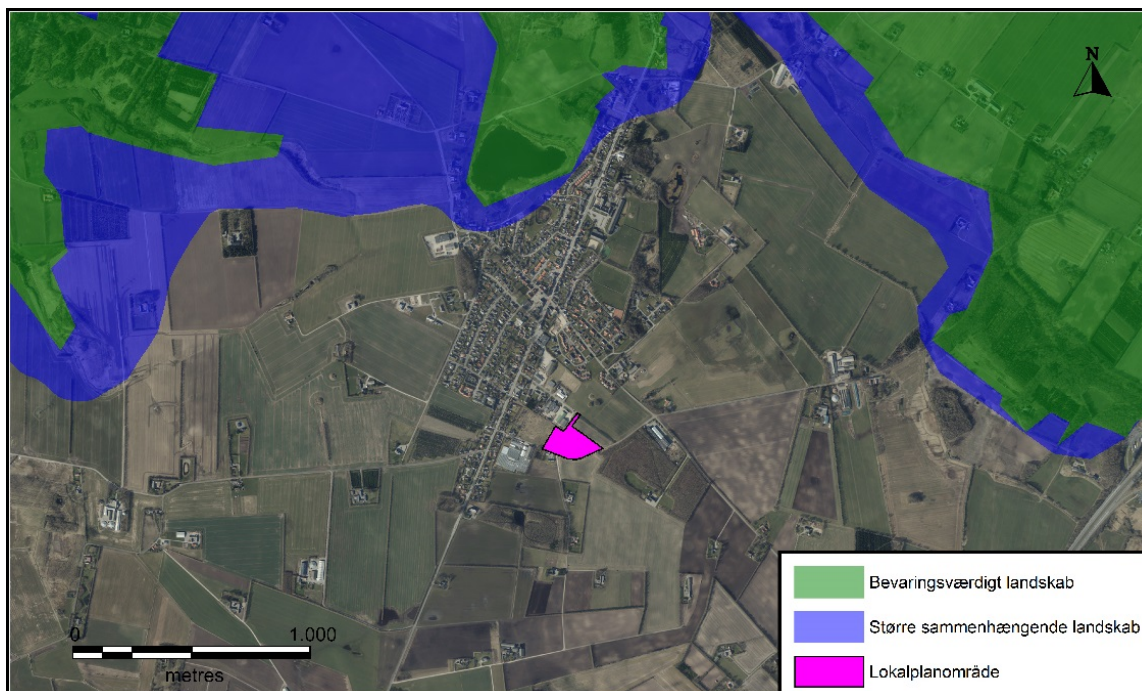 N
0 1.000
metres
Bevaringsværdigt landskab
Større sammenhængende landskab
Lokalplanområde